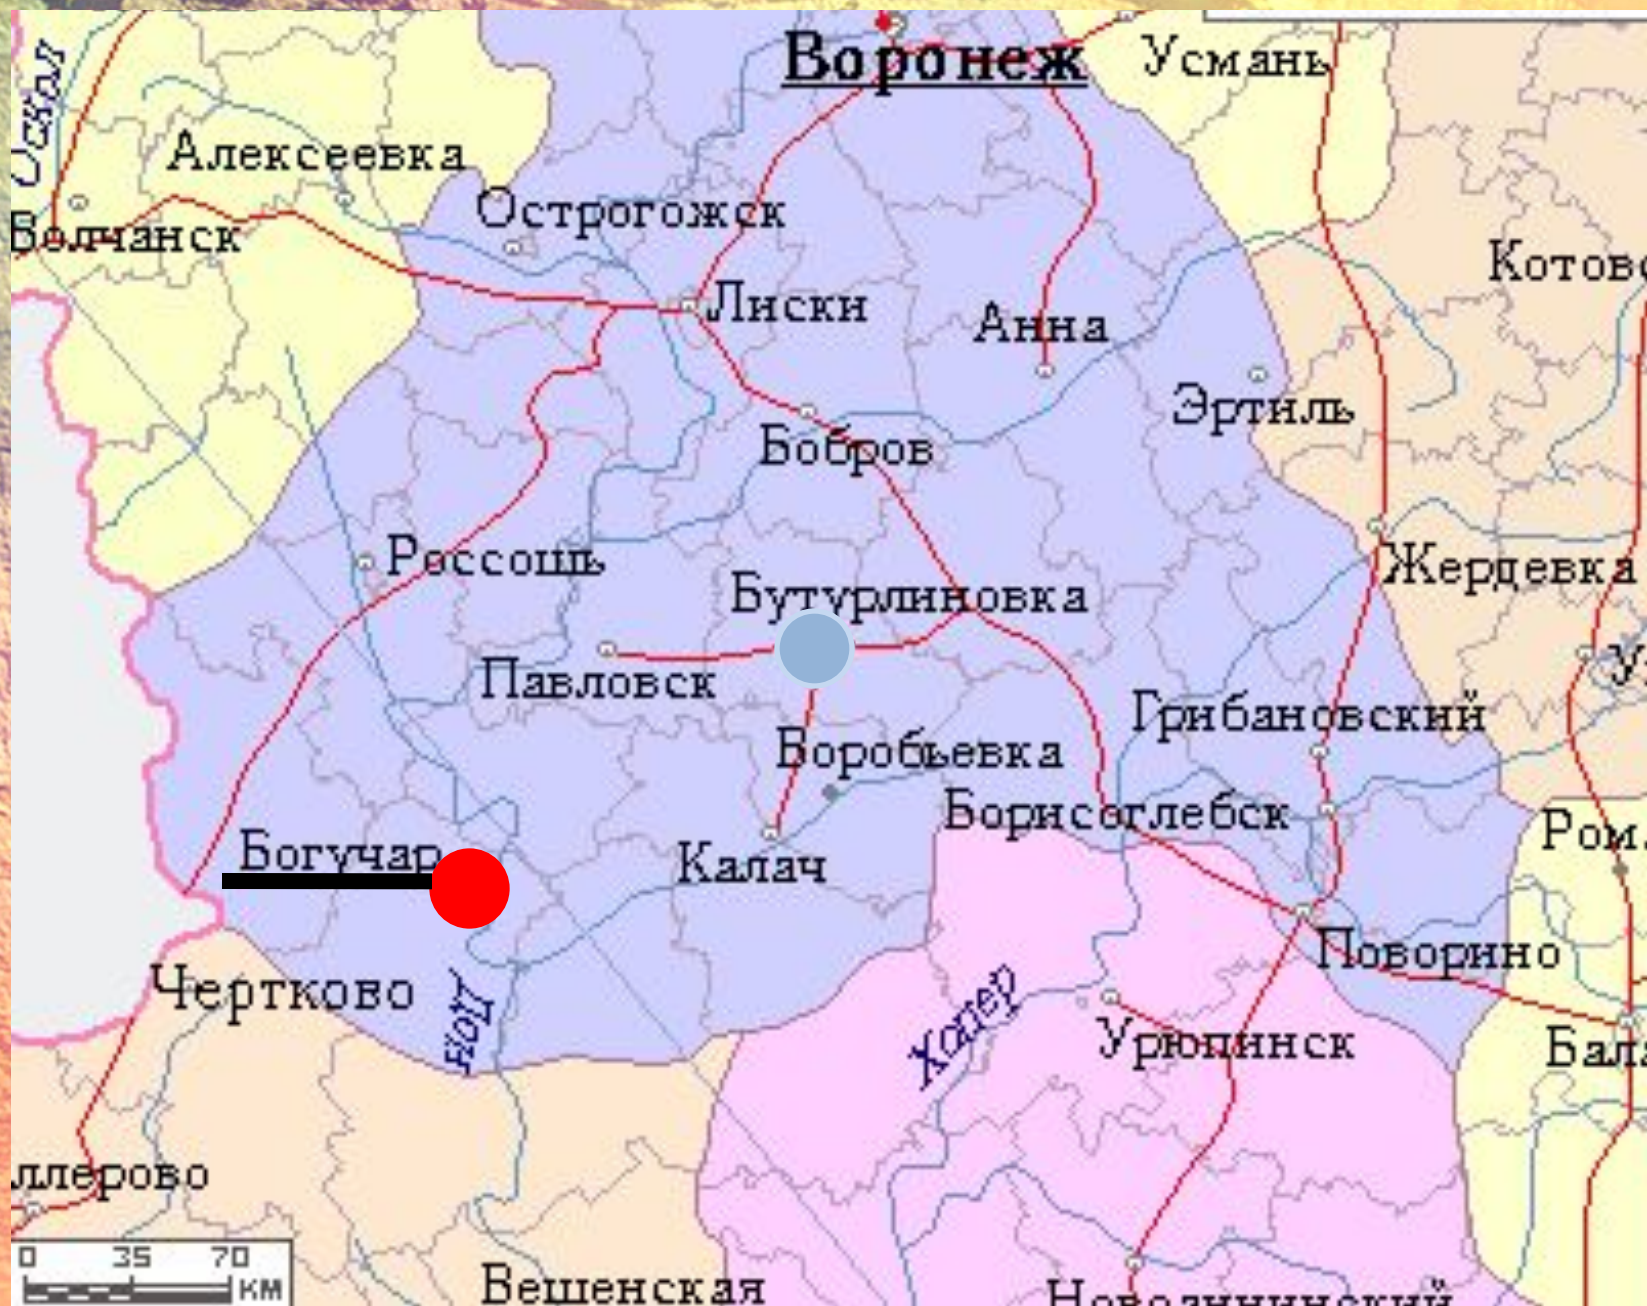 Воронеж
Усмань
Оскол
Алексеевка
Острогожск
Волчанск
Котовс
Лиски
Анна
Эртиль
Бобров
Россошь
Жердевка
Бутурлиновка
Павловск
Грибановский
Воробьевка
Борисоглебск
Ром.
Богучар
Калач
Поворино
Чертково
Дон
Хопер
Урюпинск
Бала
ллерово
0 35 70
КМ
Вешенская